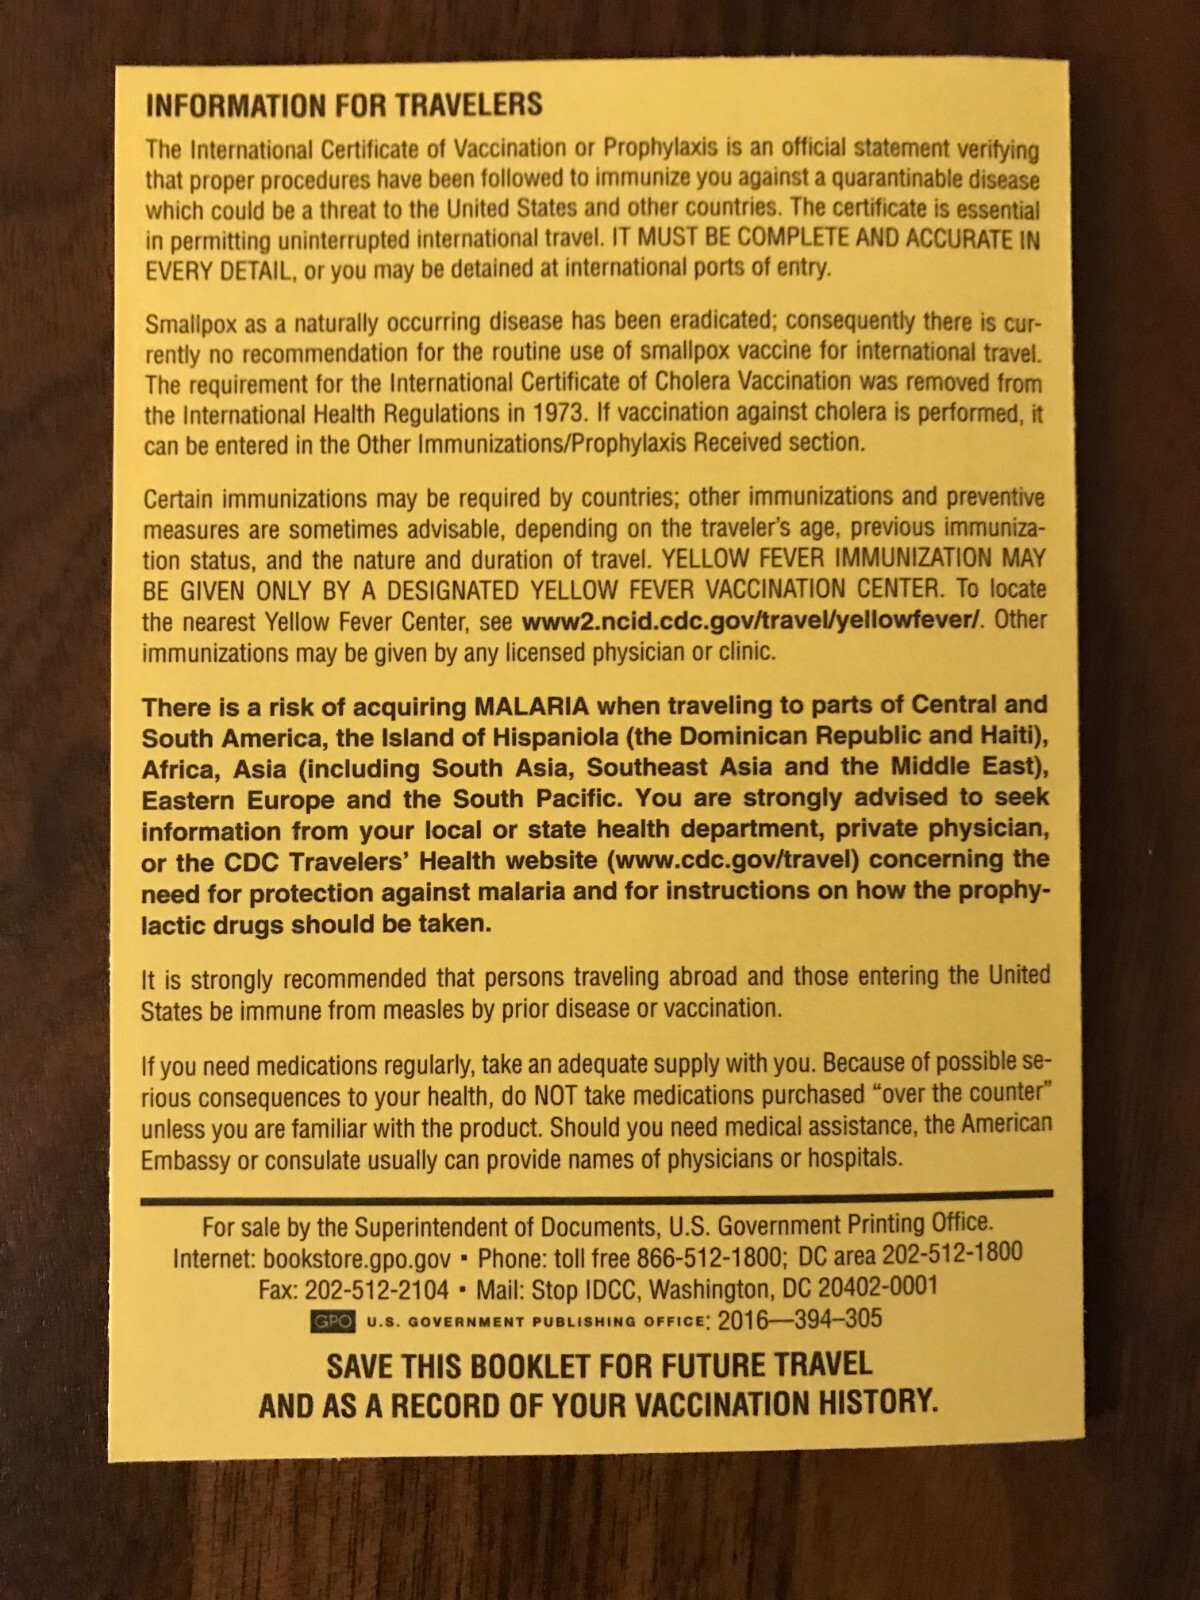 INFORMATION FOR TRAVELERS
The International Certificate of Vaccination or Prophylaxis is an official statement verifying
that proper procedures have been followed to immunize you against a quarantinable disease
which could be a threat to the United States and other countries. The certificate is essential
in permitting uninterrupted international travel. IT MUST BE COMPLETE AND ACCURATE IN
EVERY DETAIL, or you may be detained at international ports of entry.
Smallpox as a naturally occurring disease has been eradicated; consequently there is cur-
rently no recommendation for the routine use of smallpox vaccine for international travel.
The requirement for the International Certificate of Cholera Vaccination was removed from
the International Health Regulations in 1973. If vaccination against cholera is performed, it
can be entered in the Other Immunizations/Prophylaxis Received section.
Certain immunizations may be required by countries; other immunizations and preventive
measures are sometimes advisable, depending on the traveler's age, previous immuniza-
tion status, and the nature and duration of travel. YELLOW FEVER IMMUNIZATION MAY
BE GIVEN ONLY BY A DESIGNATED YELLOW FEVER VACCINATION CENTER. To locate
the nearest Yellow Fever Center, see www2.ncid.cdc.gov/travel/yellowfever/. Other
immunizations may be given by any licensed physician or clinic.
There is a risk of acquiring MALARIA when traveling to parts of Central and
South America, the Island of Hispaniola (the Dominican Republic and Haiti),
Africa, Asia (including South Asia, Southeast Asia and the Middle East),
Eastern Europe and the South Pacific. You are strongly advised to seek
information from your local or state health department, private physician,
or the CDC Travelers' Health website (www.cdc.gov/travel) concerning the
need for protection against malaria and for instructions on how the prophy-
lactic drugs should be taken.
It is strongly recommended that persons traveling abroad and those entering the United
States be immune from measles by prior disease or vaccination.
If you need medications regularly, take an adequate supply with you. Because of possible se-
rious consequences to your health, do NOT take medications purchased “over the counter”
unless you are familiar with the product. Should you need medical assistance, the American
Embassy or consulate usually can provide names of physicians or hospitals.
For sale by the Superintendent of Documents, U.S. Government Printing Office.
Internet: bookstore.gpo.gov ▪ Phone: toll free 866-512-1800; DC area 202-512-1800
Fax: 202-512-2104 ▪ Mail: Stop IDCC, Washington, DC 20402-0001
GPO U.S. GOVERNMENT PUBLISHING OFFICE: 2016—394–305
SAVE THIS BOOKLET FOR FUTURE TRAVEL
AND AS A RECORD OF YOUR VACCINATION HISTORY.